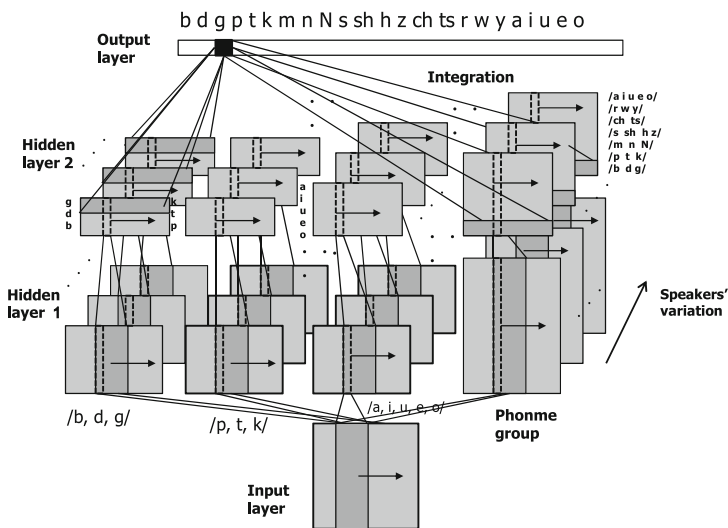 b d g p t k m n N s sh h z ch ts r w y a i u e o
Output
layer
Integration
/a i u e o/
/r w y/
/ch ts/
/s sh h z/
/m n N/
/p t k/
/b d g/
Hidden
layer 2
g
d
b
k
t
p
a
i
u
e
o
Hidden
layer 1
Speakers'
variation
/b, d, g/
/p, t, k/
/a, i, u, e, o/
Phonme
group
Input
layer